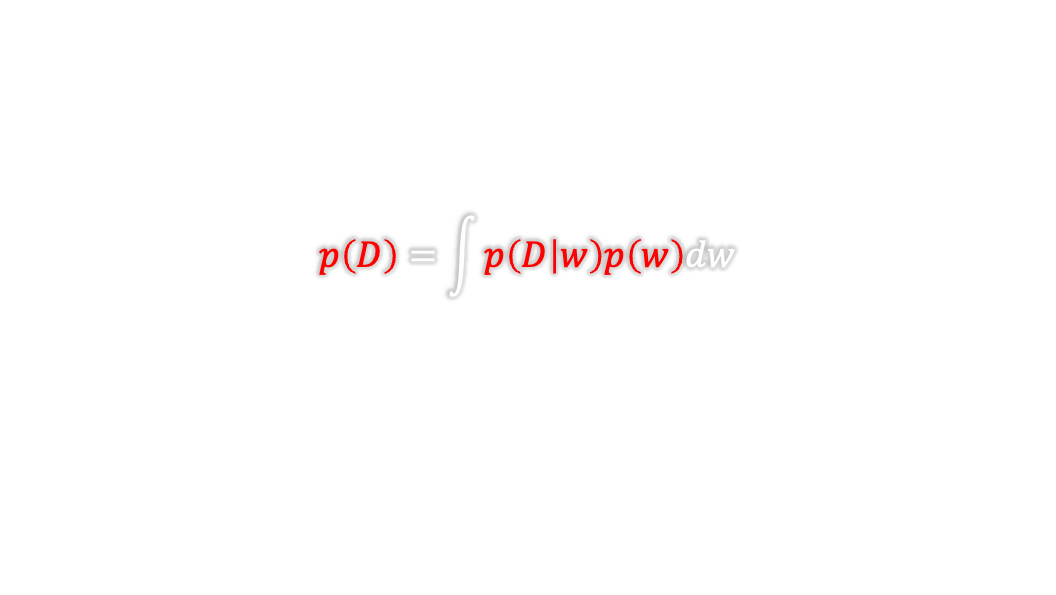 p(D) = ∫ p(D|w)p(w)dw